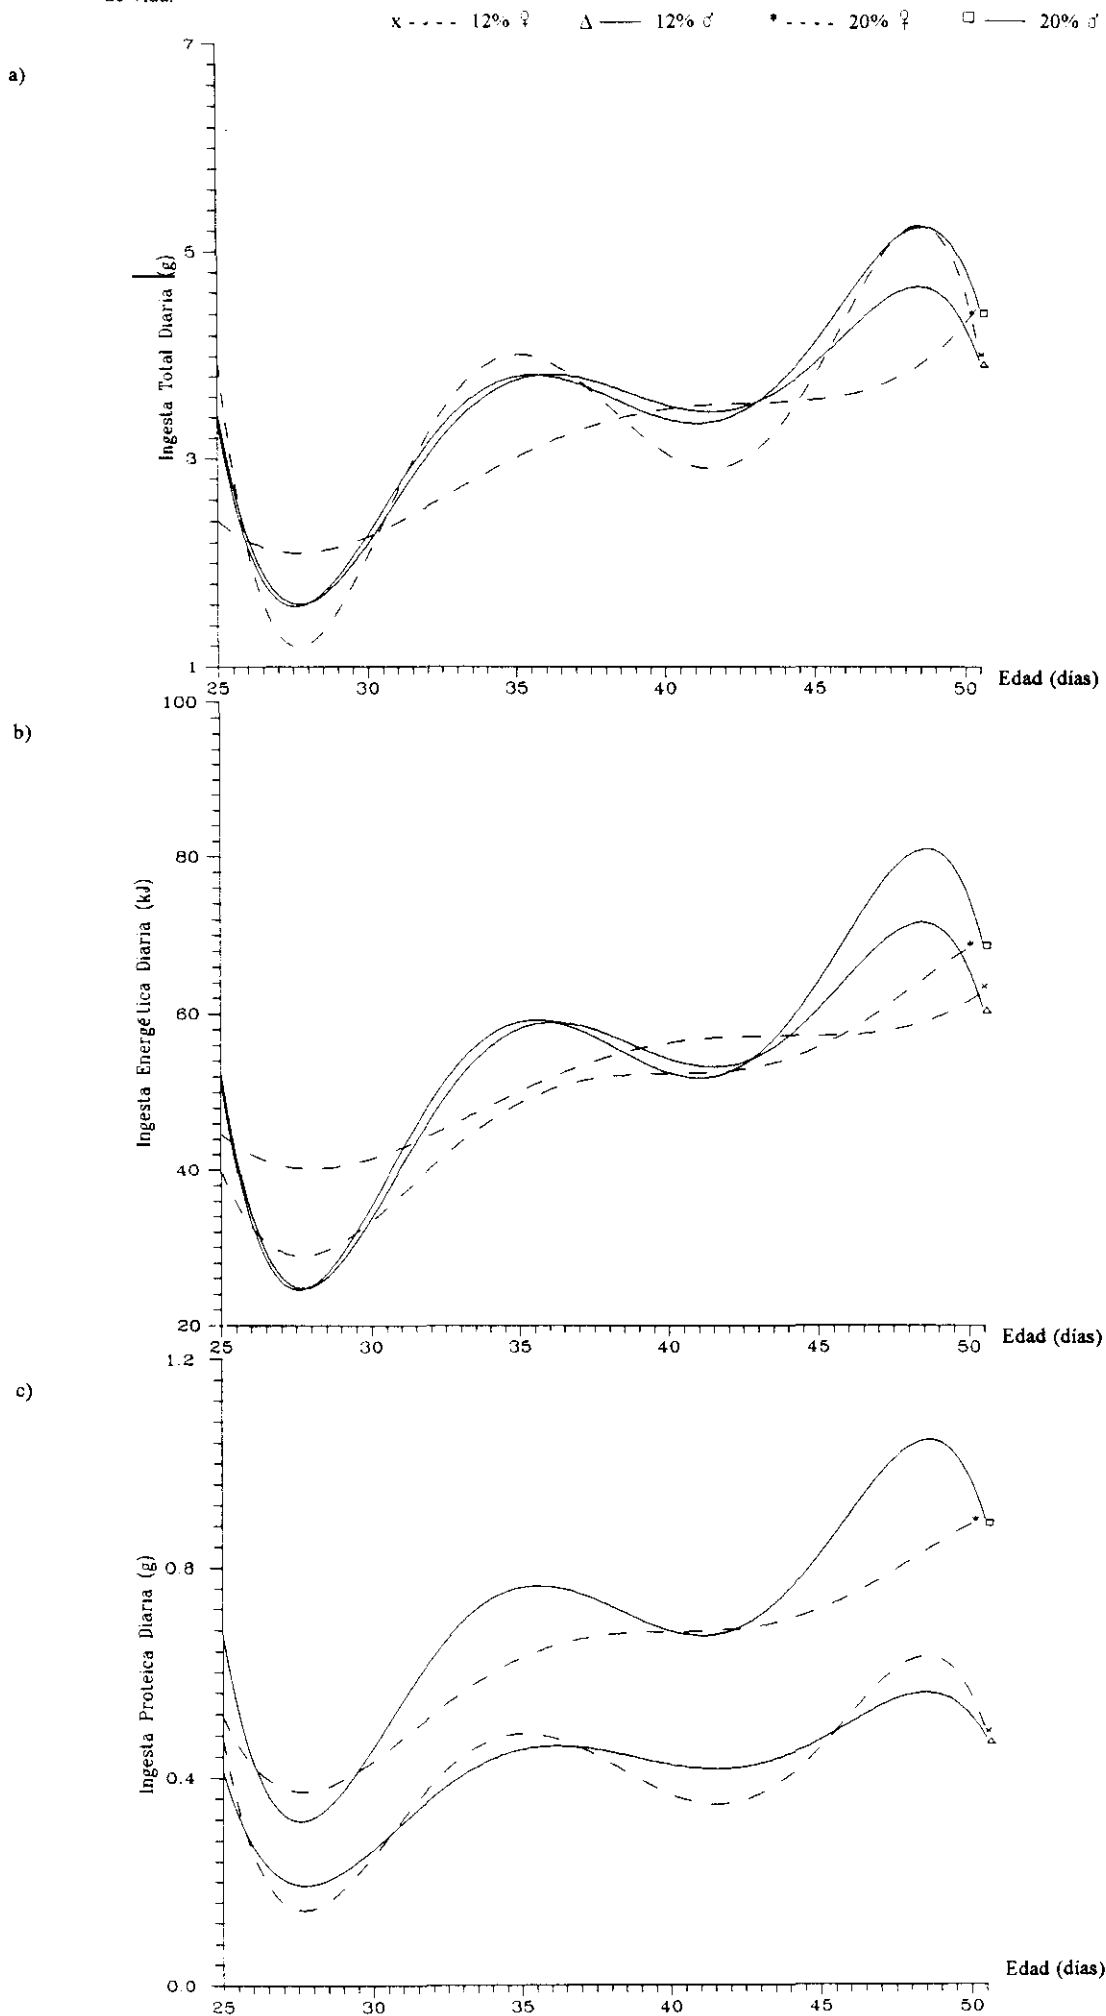 x ---- 12% ♀ Δ — 12% ♂ * ---- 20% ♀ □ — 20% ♂
a)
7
5
3
1
Ingesta Total Diaria (g)
25 30 35 40 45 50 Edad (días)
b)
100
80
60
40
20
Ingesta Energética Diaria (kJ)
25 30 35 40 45 50 Edad (días)
c)
1.2
0.8
0.4
0.0
Ingesta Proteica Diaria (g)
Edad (días)
25 30 35 40 45 50